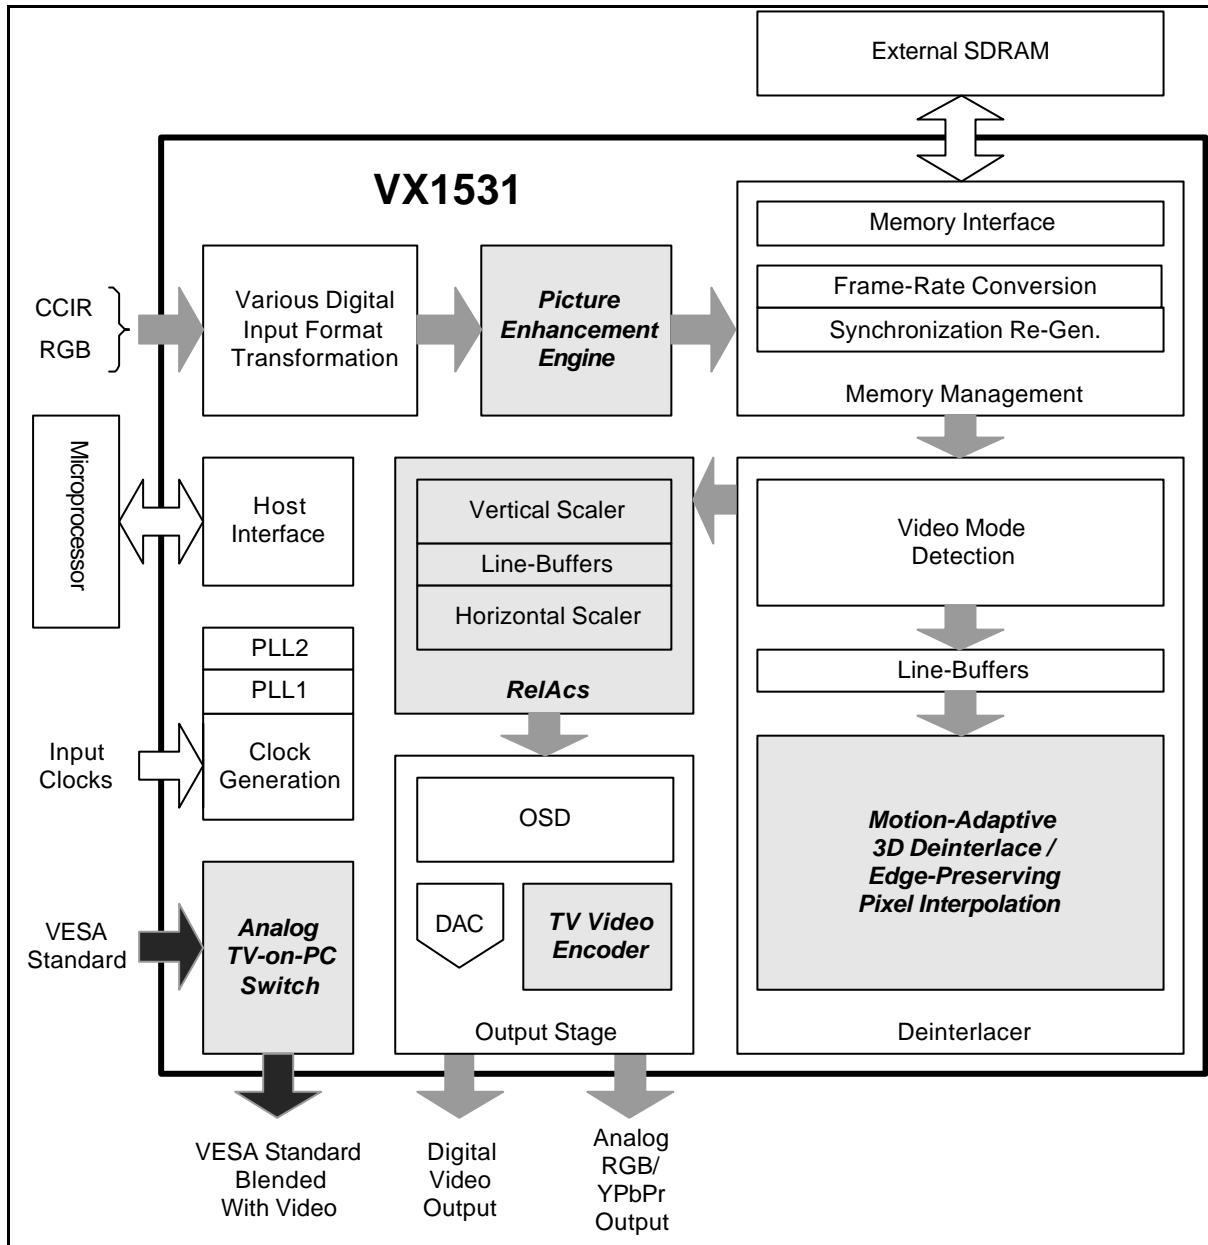 External SDRAM
VX1531
Memory Interface
Frame-Rate Conversion
Synchronization Re-Gen.
Memory Management
CCIR
RGB
Various Digital
Input Format
Transformation
Picture
Enhancement
Engine
Microprocessor
Host
Interface
Vertical Scaler
Line-Buffers
Horizontal Scaler
RelAcs
Video Mode
Detection
Line-Buffers
Motion-Adaptive
3D Deinterlace /
Edge-Preserving
Pixel Interpolation
Deinterlacer
PLL2
PLL1
Clock
Generation
Input
Clocks
OSD
DAC
TV Video
Encoder
Output Stage
VESA
Standard
Analog
TV-on-PC
Switch
VESA Standard
Blended
With Video
Digital
Video
Output
Analog
RGB/
YPbPr
Output